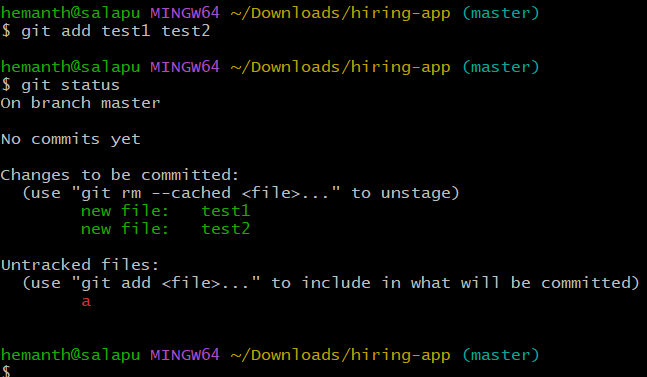 hemanth@salapu MINGW64 ~/Downloads/hiring-app (master)
$ git add test1 test2

hemanth@salapu MINGW64 ~/Downloads/hiring-app (master)
$ git status
On branch master

No commits yet

Changes to be committed:
  (use "git rm --cached <file>..." to unstage)
        new file:   test1
        new file:   test2

Untracked files:
  (use "git add <file>..." to include in what will be committed)
        a


hemanth@salapu MINGW64 ~/Downloads/hiring-app (master)
$